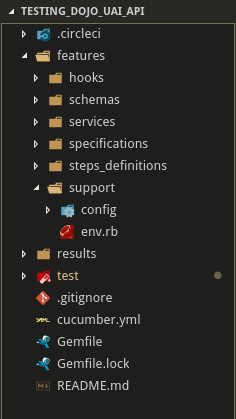 TESTING_DOJO_UAI_API
.circleci
features
hooks
schemas
services
specifications
steps_definitions
support
config
env.rb
results
test
.gitignore
cucumber.yml
Gemfile
Gemfile.lock
README.md